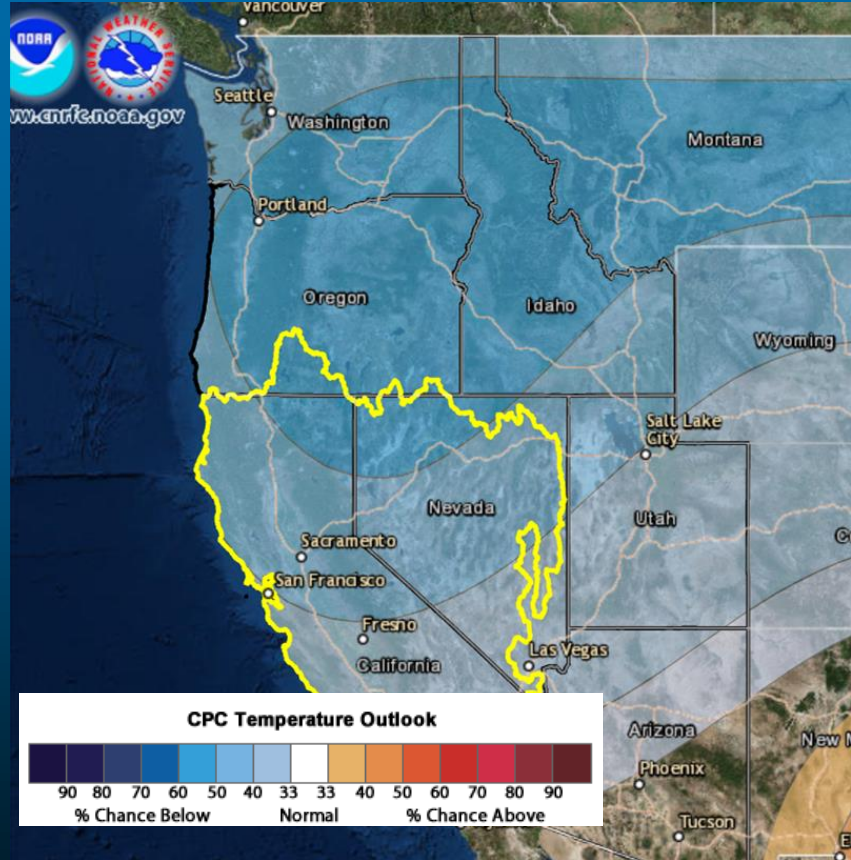 Vancouver
NOAA
NATIONAL WEATHER SERVICE
Seattle
ww.cnrfc.noaa.gov
Washington
Montana
Portland
Oregon
Idaho
Wyoming
Salt Lake
City
Nevada
Utah
Sacramento
San Francisco
Fresno
Las Vegas
California
CPC Temperature Outlook
Arizona
New M
Phoenix
90 80 70 60 50 40 33 33 40 50 60 70 80 90
% Chance Below Normal % Chance Above
Tucson